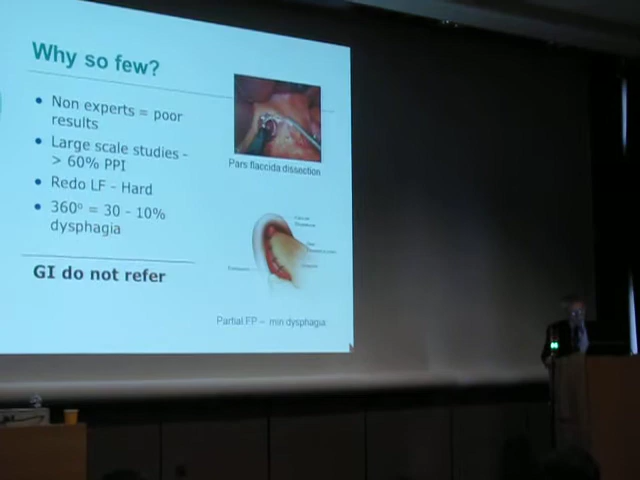 Why so few?
Non experts = poor
results
Large scale studies -
> 60% PPI
Redo LF - Hard
360° = 30 - 10%
dysphagia
GI do not refer
Pars flaccida dissection
Partial FP – min dysphagia